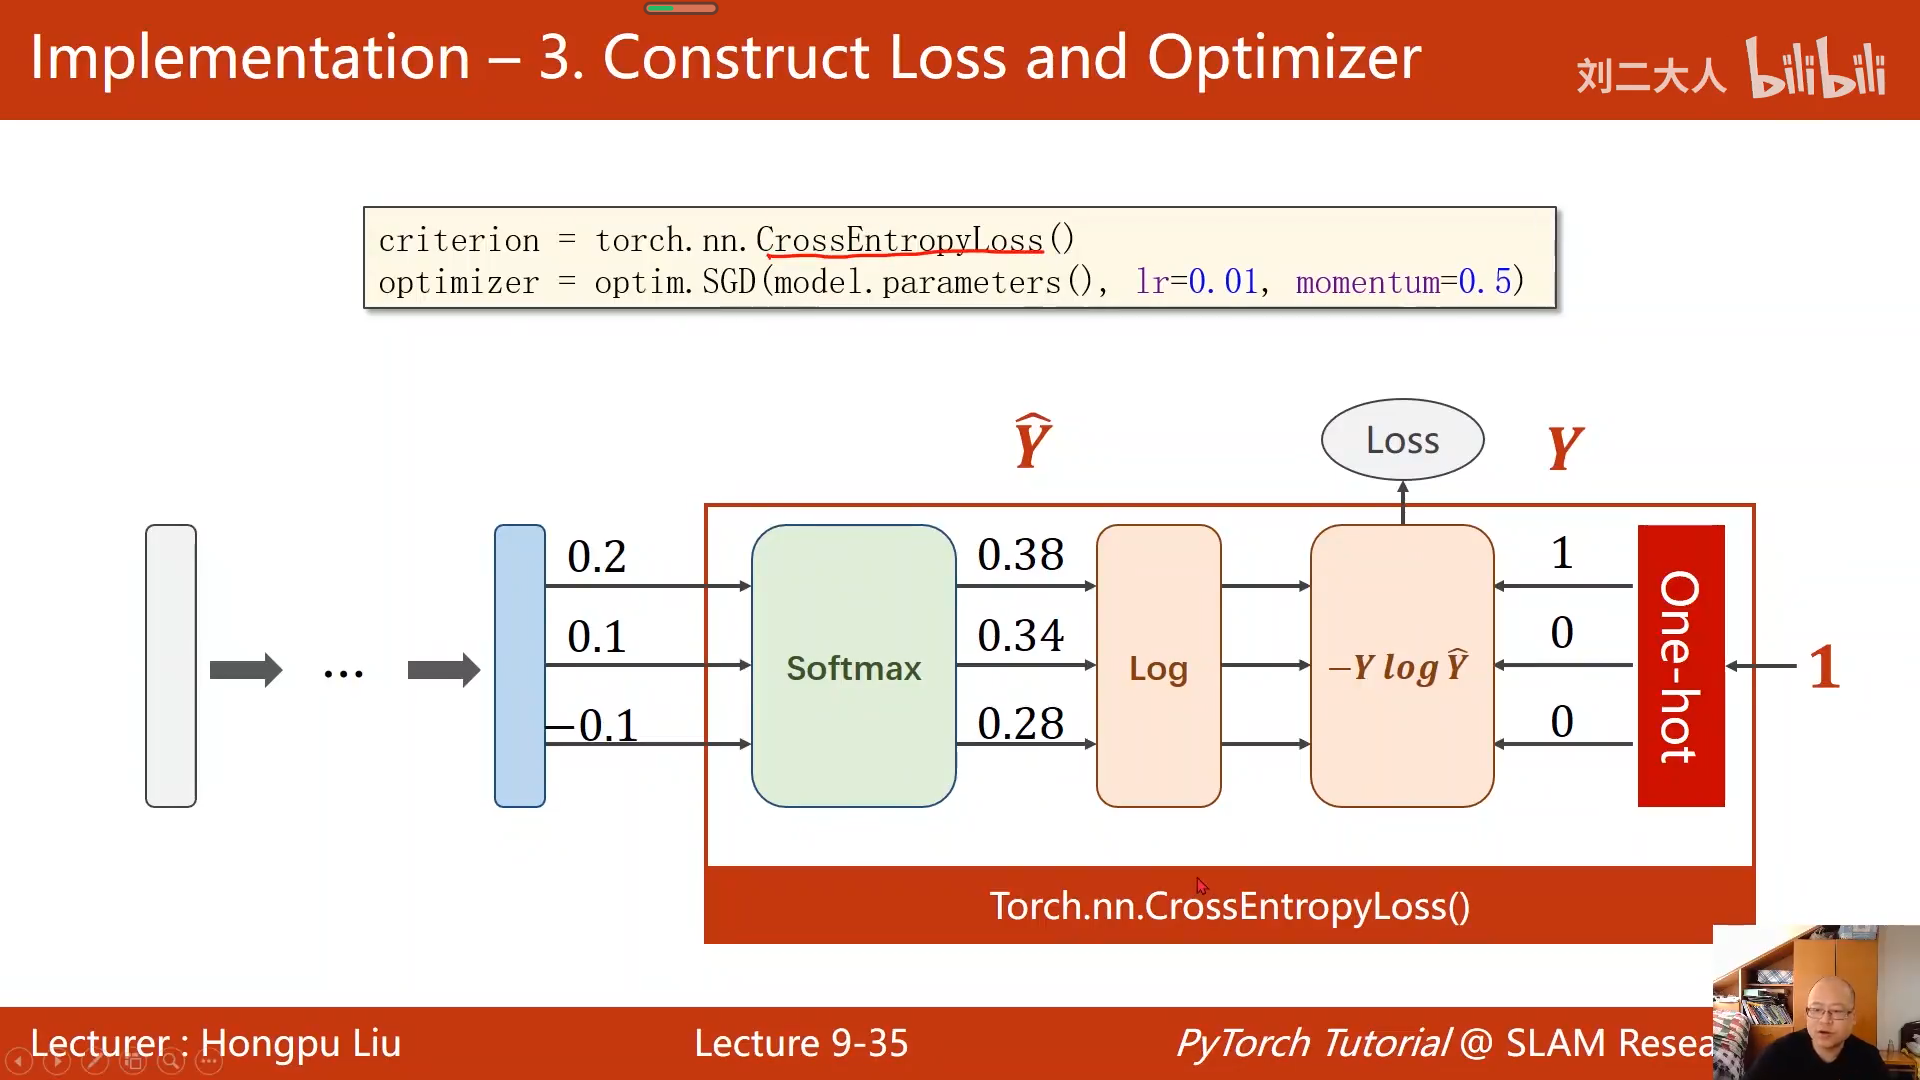 Implementation – 3. Construct Loss and Optimizer
刘二大人 bilibili
criterion = torch.nn.CrossEntropyLoss()
optimizer = optim.SGD(model.parameters(), lr=0.01, momentum=0.5)
Ŷ
Loss
Y
0.2
0.38
1
0.1
0.34
0
−0.1
0.28
0
...
Softmax
Log
−Y log Ŷ
One-hot
1
Torch.nn.CrossEntropyLoss()
Lecturer : Hongpu Liu
Lecture 9-35
PyTorch Tutorial @ SLAM Resea